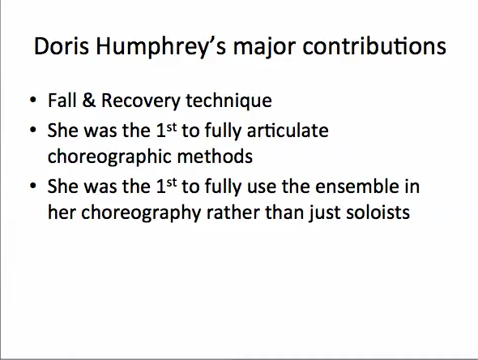 Doris Humphrey's major contributions
• Fall & Recovery technique
• She was the 1st to fully articulate
choreographic methods
• She was the 1st to fully use the ensemble in
her choreography rather than just soloists